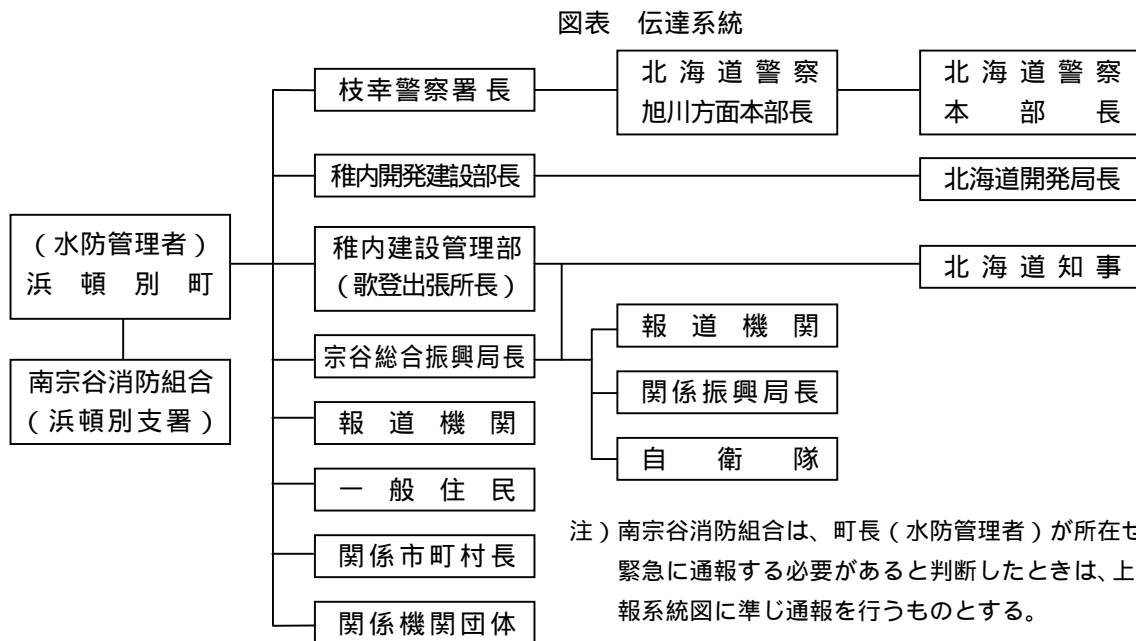 図表　伝達系統
枝幸警察署長
北海道警察
旭川方面本部長
北海道警察
本部長
稚内開発建設部長
北海道開発局長
（水防管理者）
浜頓別町
稚内建設管理部
（歌登出張所長）
北海道知事
南宗谷消防組合
（浜頓別支署）
宗谷総合振興局長
報道機関
関係振興局長
自衛隊
報道機関
一般住民
関係市町村長
関係機関団体
注）南宗谷消防組合は、町長（水防管理者）が所在せ
緊急に通報する必要があると判断したときは、上
報系統図に準じ通報を行うものとする。